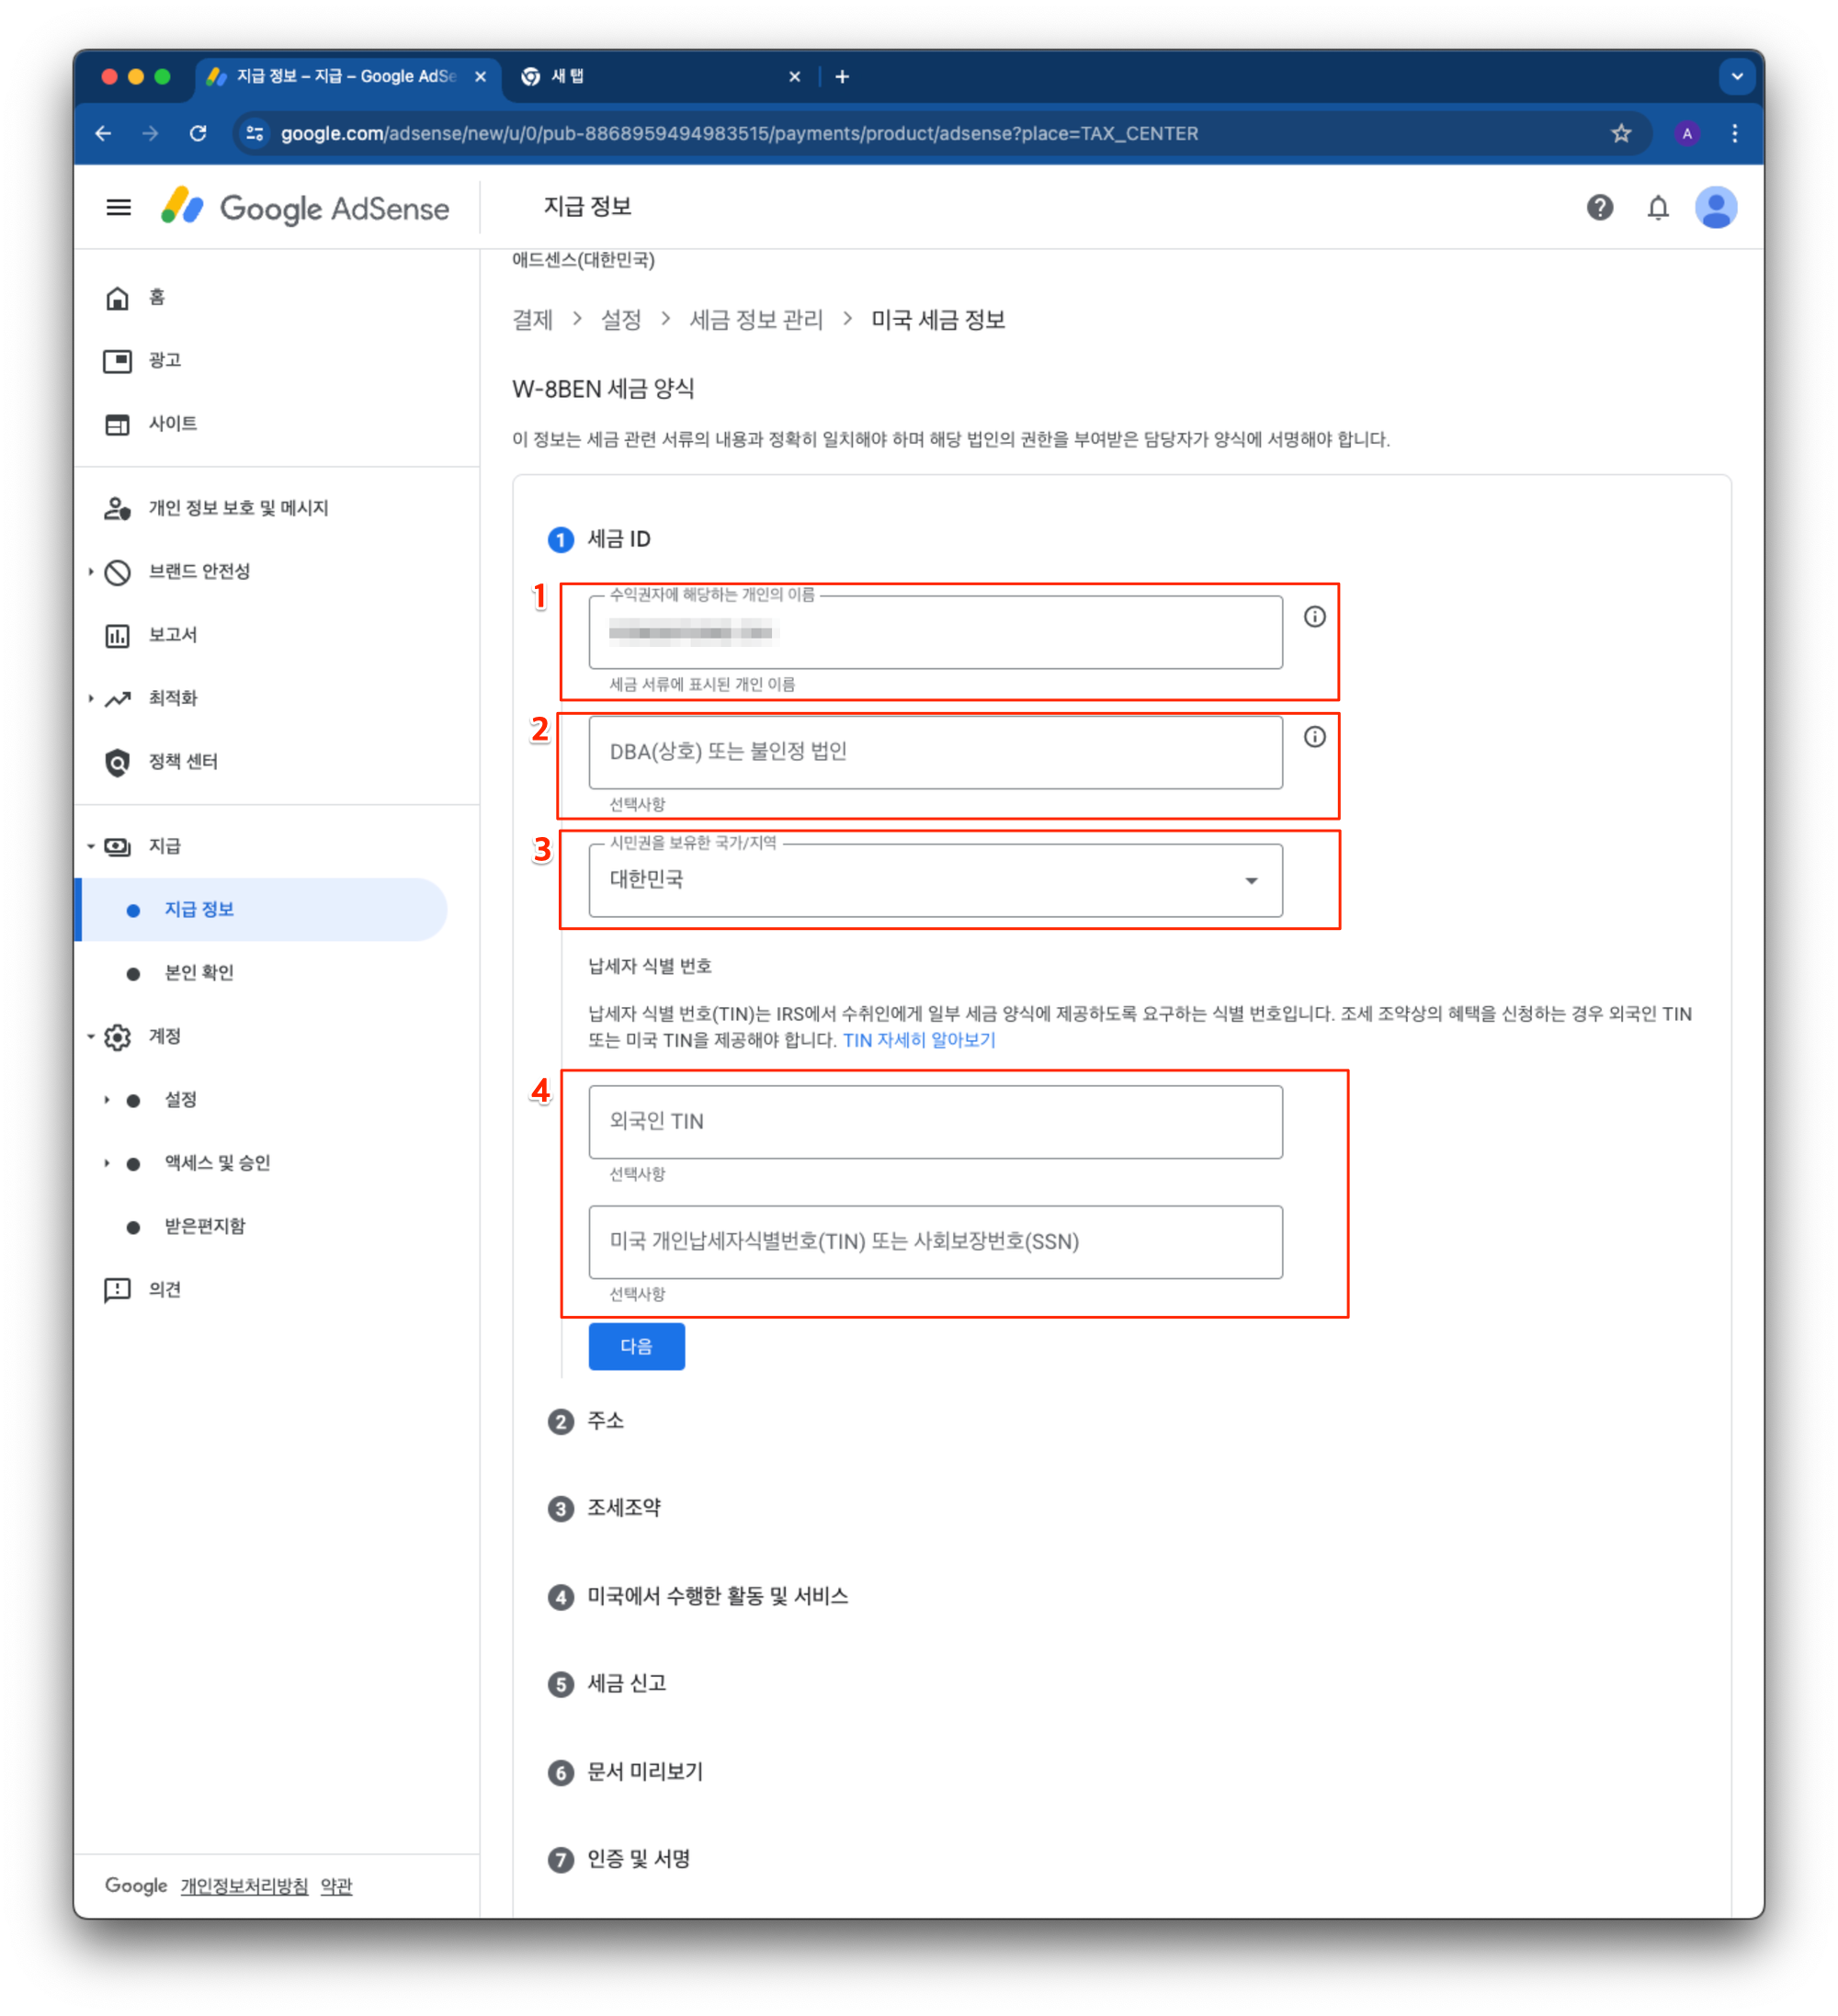 지급 정보 – 지급 – Google AdSe
새 탭
google.com/adsense/new/u/0/pub-8868959494983515/payments/product/adsense?place=TAX_CENTER
A
Google AdSense
지급 정보
홈
광고
사이트
개인 정보 보호 및 메시지
브랜드 안전성
보고서
최적화
정책 센터
지급
지급 정보
본인 확인
계정
설정
액세스 및 승인
받은편지함
의견
Google 개인정보처리방침 약관
애드센스(대한민국)
결제 > 설정 > 세금 정보 관리 > 미국 세금 정보
W-8BEN 세금 양식
이 정보는 세금 관련 서류의 내용과 정확히 일치해야 하며 해당 법인의 권한을 부여받은 담당자가 양식에 서명해야 합니다.
1 세금 ID
1
수익권자에 해당하는 개인의 이름
세금 서류에 표시된 개인 이름
2
DBA(상호) 또는 불인정 법인
선택사항
3
시민권을 보유한 국가/지역
대한민국
납세자 식별 번호
납세자 식별 번호(TIN)는 IRS에서 수취인에게 일부 세금 양식에 제공하도록 요구하는 식별 번호입니다. 조세 조약상의 혜택을 신청하는 경우 외국인 TIN
또는 미국 TIN을 제공해야 합니다. TIN 자세히 알아보기
4
외국인 TIN
선택사항
미국 개인납세자식별번호(TIN) 또는 사회보장번호(SSN)
선택사항
다음
2 주소
3 조세조약
4 미국에서 수행한 활동 및 서비스
5 세금 신고
6 문서 미리보기
7 인증 및 서명